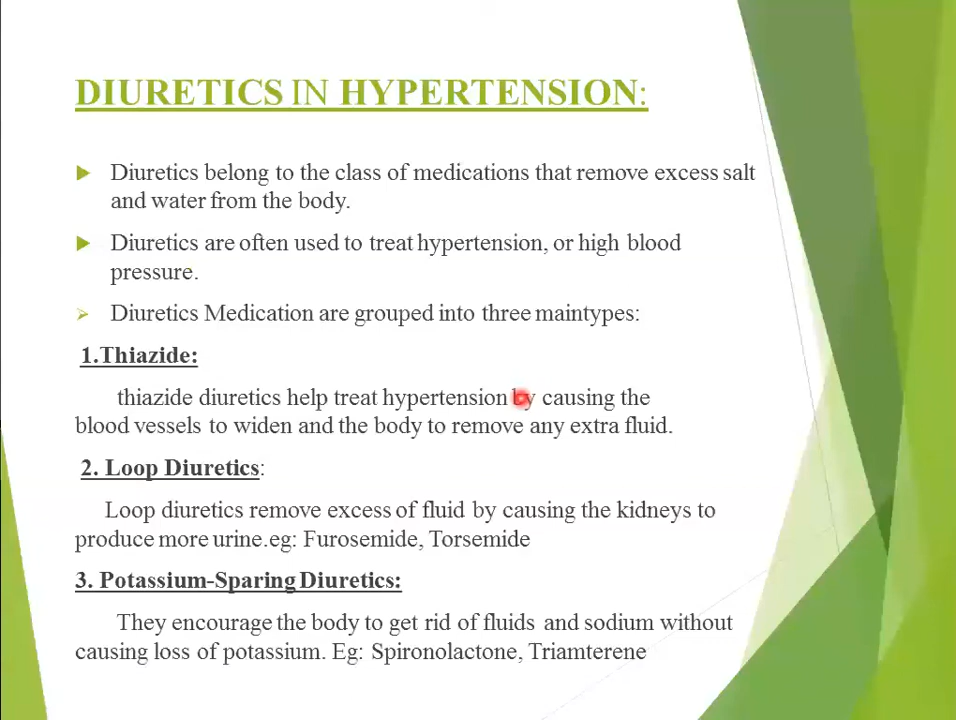 DIURETICS IN HYPERTENSION:
Diuretics belong to the class of medications that remove excess salt
and water from the body.
Diuretics are often used to treat hypertension, or high blood
pressure.
Diuretics Medication are grouped into three maintypes:
1.Thiazide:
thiazide diuretics help treat hypertension by causing the
blood vessels to widen and the body to remove any extra fluid.
2. Loop Diuretics:
Loop diuretics remove excess of fluid by causing the kidneys to
produce more urine.eg: Furosemide, Torsemide
3. Potassium-Sparing Diuretics:
They encourage the body to get rid of fluids and sodium without
causing loss of potassium. Eg: Spironolactone, Triamterene